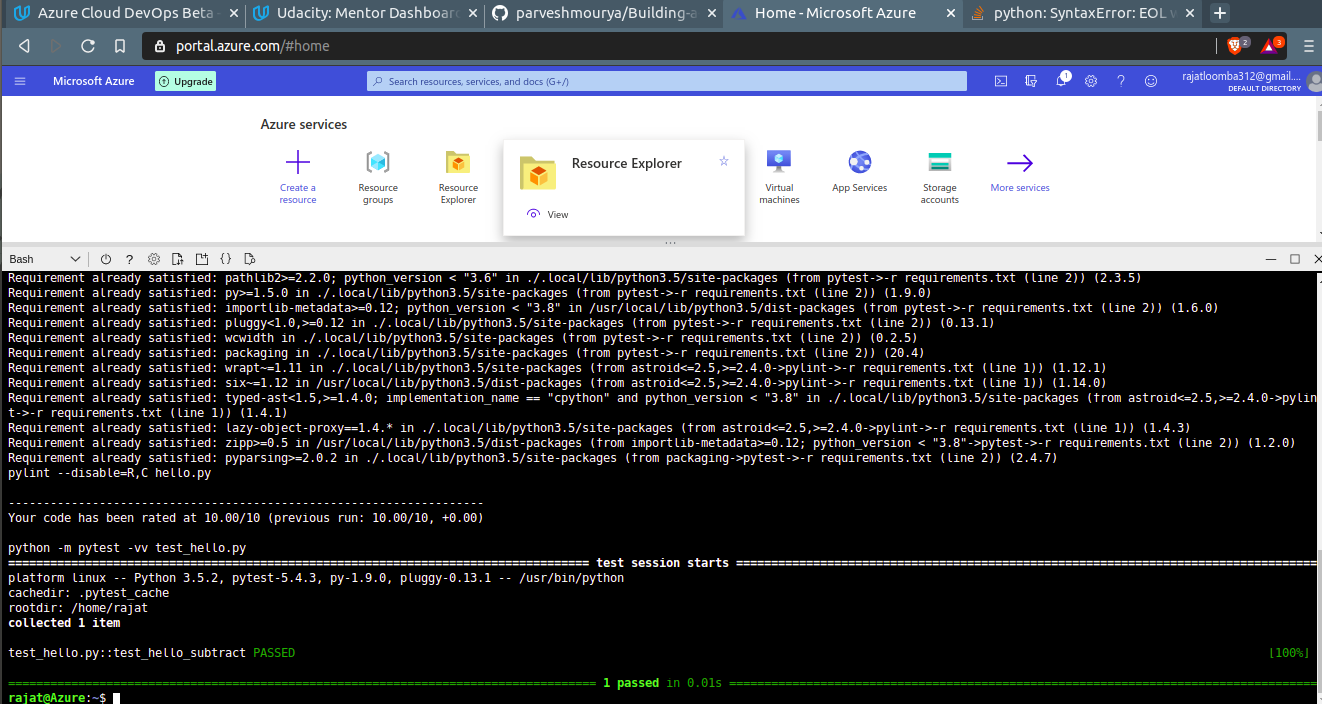 Azure Cloud DevOps Beta -
Udacity: Mentor Dashboard
parveshmourya/Building-a
Home - Microsoft Azure
python: SyntaxError: EOL w
portal.azure.com/#home
2
3
Microsoft Azure
Upgrade
Search resources, services, and docs (G+/)
1
rajatloomba312@gmail....
DEFAULT DIRECTORY
Azure services
Create a
resource
Resource
groups
Resource
Explorer
Resource Explorer
View
Virtual
machines
App Services
Storage
accounts
More services
Bash
Requirement already satisfied: pathlib2>=2.2.0; python_version < "3.6" in ./.local/lib/python3.5/site-packages (from pytest->-r requirements.txt (line 2)) (2.3.5)
Requirement already satisfied: py>=1.5.0 in ./.local/lib/python3.5/site-packages (from pytest->-r requirements.txt (line 2)) (1.9.0)
Requirement already satisfied: importlib-metadata>=0.12; python_version < "3.8" in /usr/local/lib/python3.5/dist-packages (from pytest->-r requirements.txt (line 2)) (1.6.0)
Requirement already satisfied: pluggy<1.0,>=0.12 in ./.local/lib/python3.5/site-packages (from pytest->-r requirements.txt (line 2)) (0.13.1)
Requirement already satisfied: wcwidth in ./.local/lib/python3.5/site-packages (from pytest->-r requirements.txt (line 2)) (0.2.5)
Requirement already satisfied: packaging in ./.local/lib/python3.5/site-packages (from pytest->-r requirements.txt (line 2)) (20.4)
Requirement already satisfied: wrapt~=1.11 in ./.local/lib/python3.5/site-packages (from astroid<=2.5,>=2.4.0->pylint->-r requirements.txt (line 1)) (1.12.1)
Requirement already satisfied: six~=1.12 in /usr/local/lib/python3.5/dist-packages (from astroid<=2.5,>=2.4.0->pylint->-r requirements.txt (line 1)) (1.14.0)
Requirement already satisfied: typed-ast<1.5,>=1.4.0; implementation_name == "cpython" and python_version < "3.8" in ./.local/lib/python3.5/site-packages (from astroid<=2.5,>=2.4.0->pylin
t->-r requirements.txt (line 1)) (1.4.1)
Requirement already satisfied: lazy-object-proxy==1.4.* in ./.local/lib/python3.5/site-packages (from astroid<=2.5,>=2.4.0->pylint->-r requirements.txt (line 1)) (1.4.3)
Requirement already satisfied: zipp>=0.5 in /usr/local/lib/python3.5/dist-packages (from importlib-metadata>=0.12; python_version < "3.8"->pytest->-r requirements.txt (line 2)) (1.2.0)
Requirement already satisfied: pyparsing>=2.0.2 in ./.local/lib/python3.5/site-packages (from packaging->pytest->-r requirements.txt (line 2)) (2.4.7)
pylint --disable=R,C hello.py
--------------------------------------------------------------------
Your code has been rated at 10.00/10 (previous run: 10.00/10, +0.00)
python -m pytest -vv test_hello.py
=================================================================================== test session starts ===================================================================================
platform linux -- Python 3.5.2, pytest-5.4.3, py-1.9.0, pluggy-0.13.1 -- /usr/bin/python
cachedir: .pytest_cache
rootdir: /home/rajat
collected 1 item
test_hello.py::test_hello_subtract PASSED [100%]
==================================================================================== 1 passed in 0.01s ====================================================================================
rajat@Azure:~$